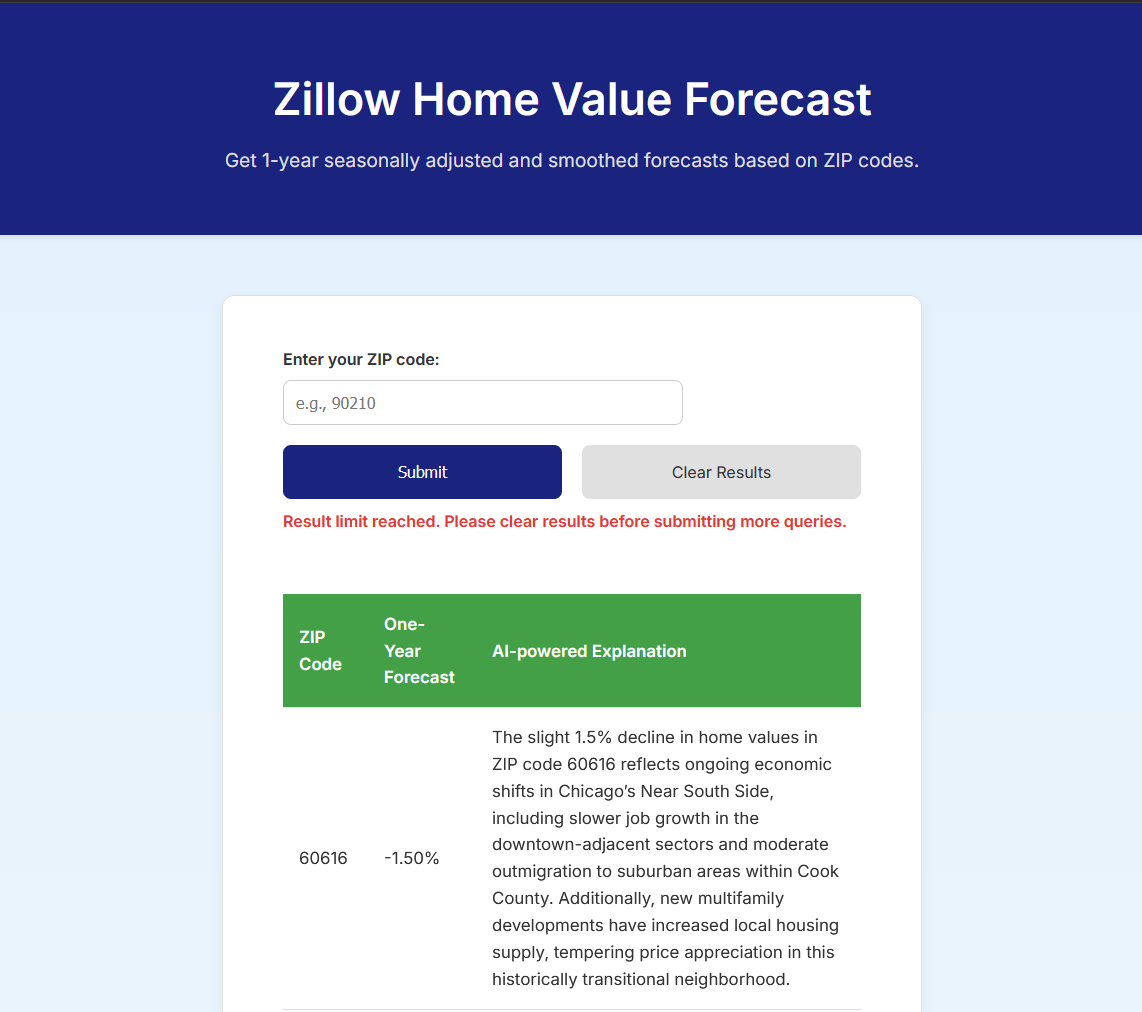 Zillow Home Value Forecast
Get 1-year seasonally adjusted and smoothed forecasts based on ZIP codes.
Enter your ZIP code:
e.g., 90210
Submit
Clear Results
Result limit reached. Please clear results before submitting more queries.
ZIP
Code
One-
Year
Forecast
AI-powered Explanation
60616
-1.50%
The slight 1.5% decline in home values in
ZIP code 60616 reflects ongoing economic
shifts in Chicago’s Near South Side,
including slower job growth in the
downtown-adjacent sectors and moderate
outmigration to suburban areas within Cook
County. Additionally, new multifamily
developments have increased local housing
supply, tempering price appreciation in this
historically transitional neighborhood.